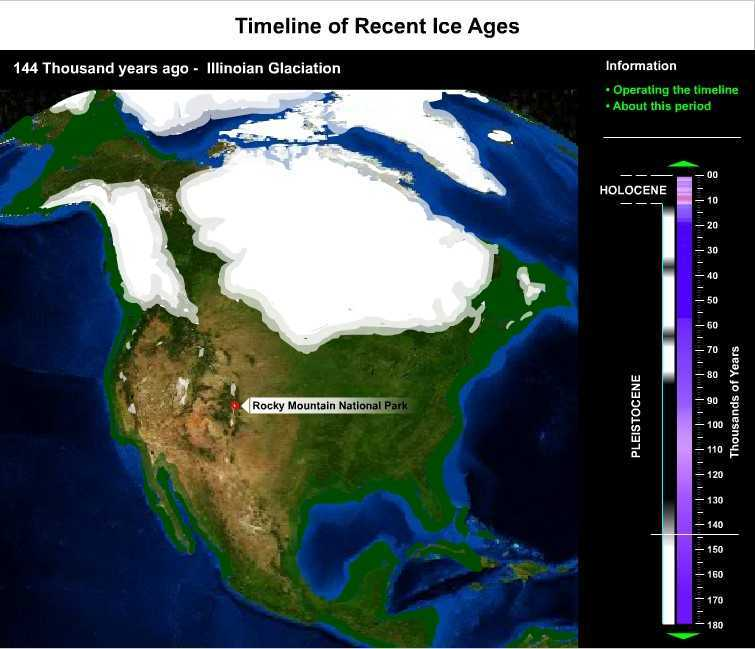 Timeline of Recent Ice Ages
144 Thousand years ago - Illinoian Glaciation
Information
• Operating the timeline
• About this period
HOLOCENE
PLEISTOCENE
Rocky Mountain National Park
00
10
20
30
40
50
60
70
80
90
100
110
120
130
140
150
160
170
180
Thousands of Years